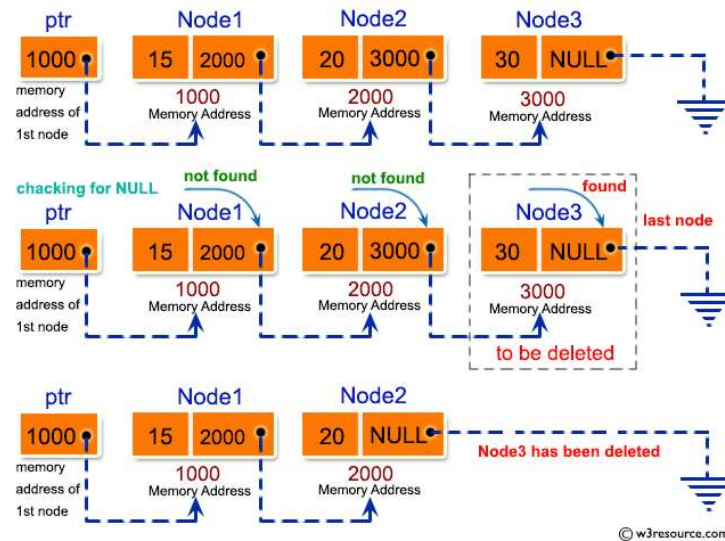 ptr Node1 Node2 Node3
1000 15 2000 20 3000 30 NULL
memory
address of
1st node
1000 2000 3000
Memory Address Memory Address Memory Address
chacking for NULL not found not found found
ptr Node1 Node2 Node3
last node
1000 15 2000 20 3000 30 NULL
memory
address of
1st node
1000 2000 3000
Memory Address Memory Address Memory Address
to be deleted
ptr Node1 Node2
1000 15 2000 20 NULL
Node3 has been deleted
memory
address of
1st node
1000 2000
Memory Address Memory Address
© w3resource.com